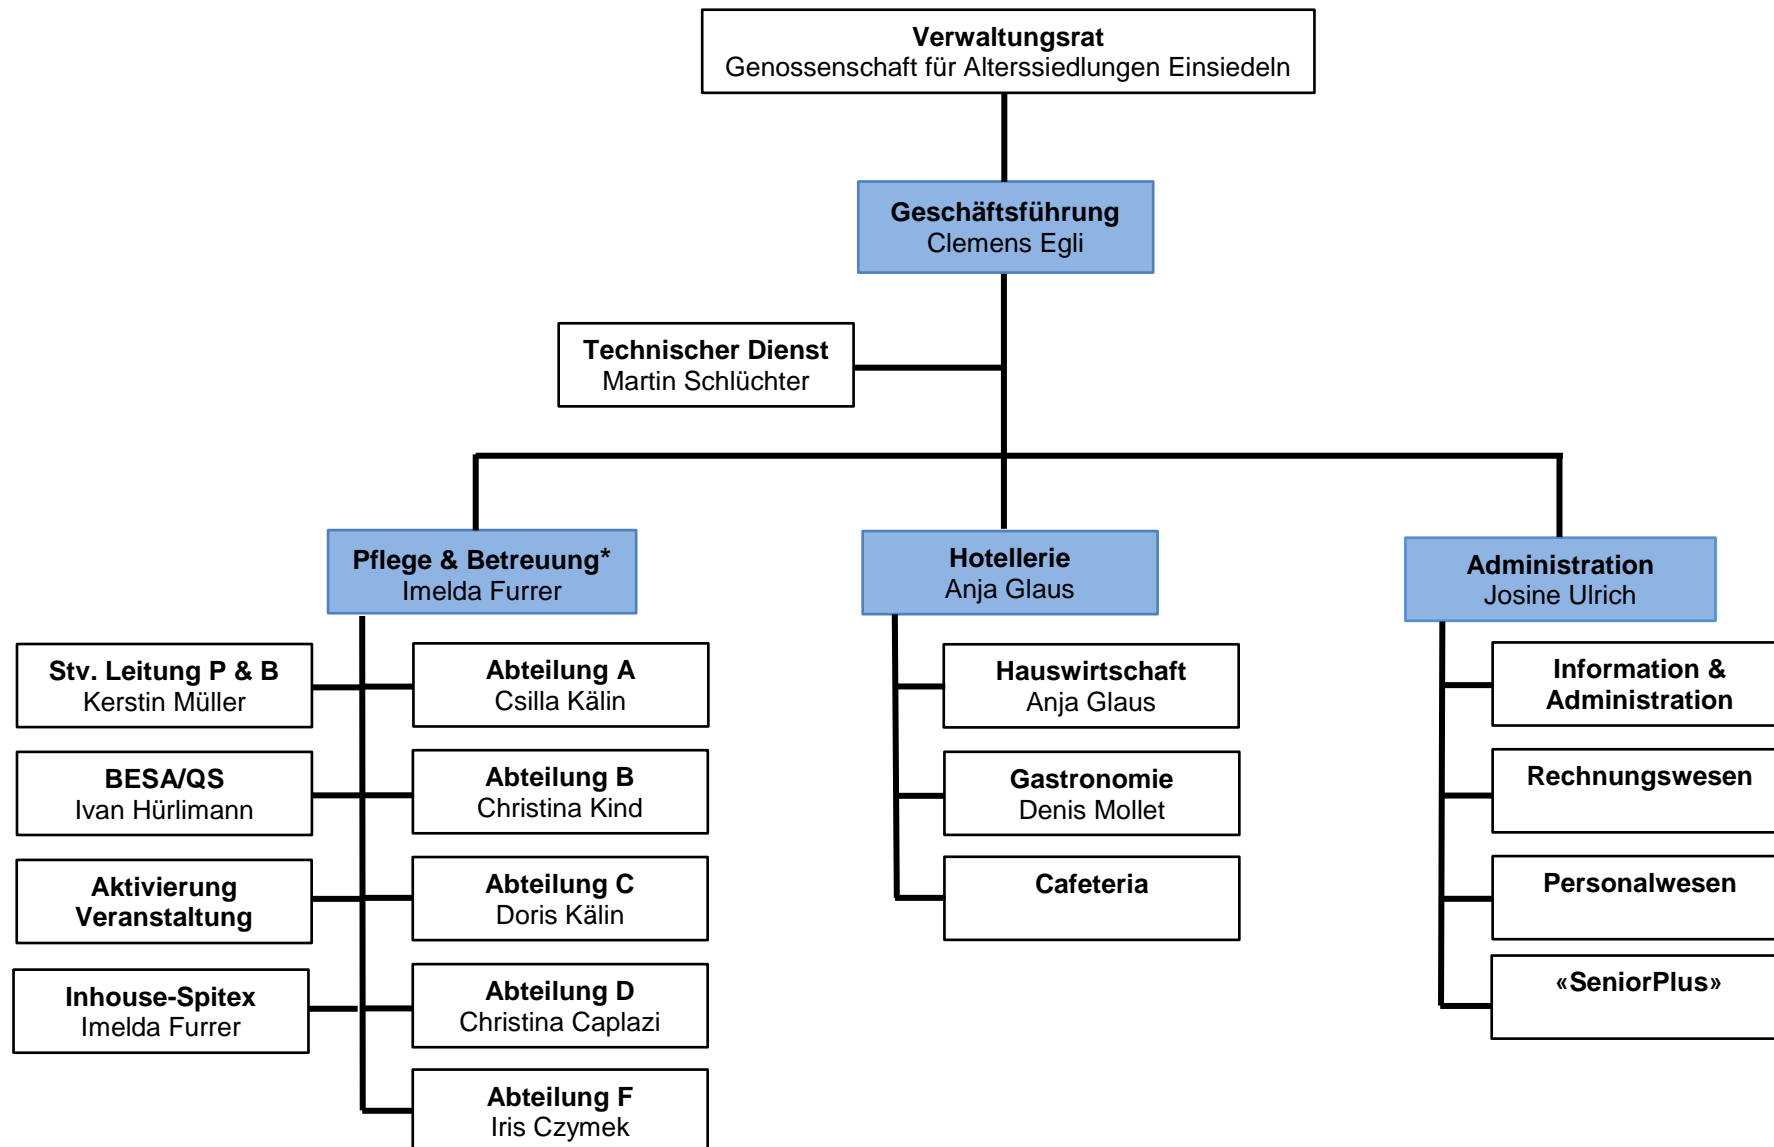 Verwaltungsrat
Genossenschaft für Alterssiedlungen Einsiedeln
Geschäftsführung
Clemens Egli
Technischer Dienst
Martin Schlüchter
Pflege & Betreuung*
Imelda Furrer
Hotellerie
Anja Glaus
Administration
Josine Ulrich
Stv. Leitung P & B
Kerstin Müller
BESA/QS
Ivan Hürlimann
Aktivierung
Veranstaltung
Inhouse-Spitex
Imelda Furrer
Abteilung A
Csilla Kälin
Abteilung B
Christina Kind
Abteilung C
Doris Kälin
Abteilung D
Christina Caplazi
Abteilung F
Iris Czymek
Hauswirtschaft
Anja Glaus
Gastronomie
Denis Mollet
Cafeteria
Information &
Administration
Rechnungswesen
Personalwesen
«SeniorPlus»